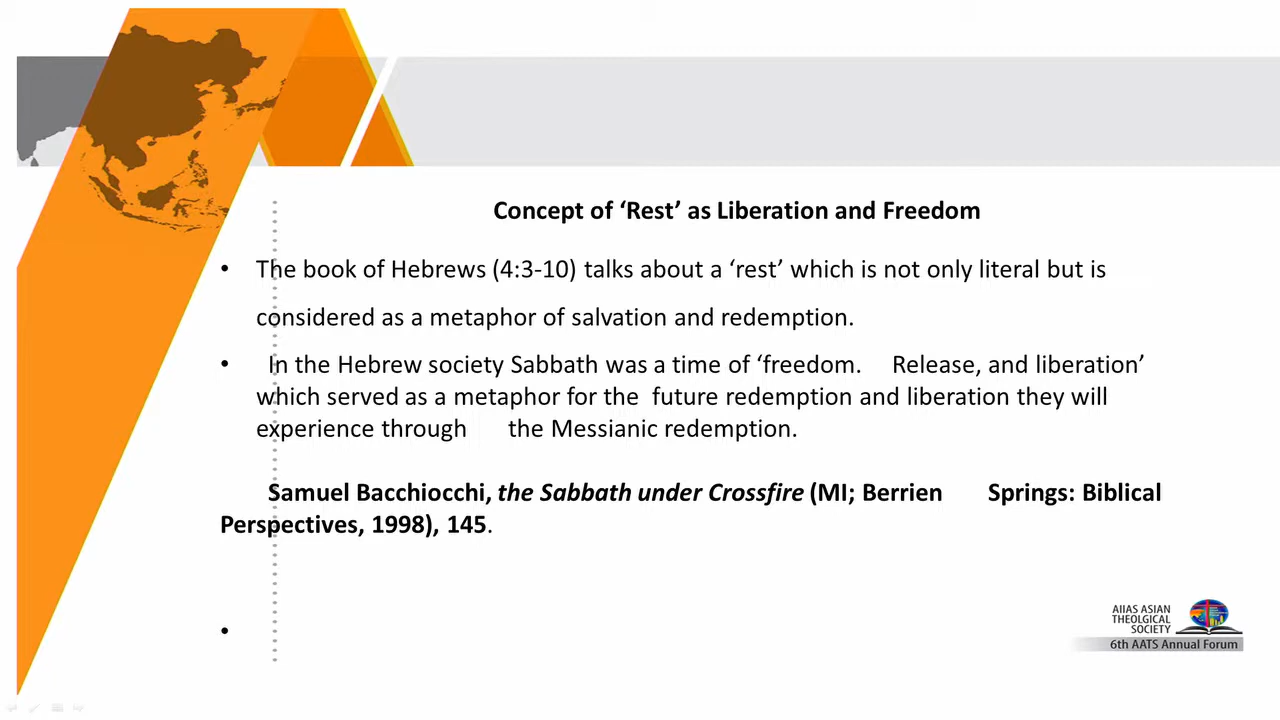 Concept of ‘Rest’ as Liberation and Freedom
• The book of Hebrews (4:3-10) talks about a ‘rest’ which is not only literal but is
considered as a metaphor of salvation and redemption.
• In the Hebrew society Sabbath was a time of ‘freedom. Release, and liberation’
which served as a metaphor for the future redemption and liberation they will
experience through the Messianic redemption.
Samuel Bacchiocchi, the Sabbath under Crossfire (MI; Berrien Springs: Biblical
Perspectives, 1998), 145.
•
AIIAS ASIAN
THEOLGICAL
SOCIETY
6th AATS Annual Forum